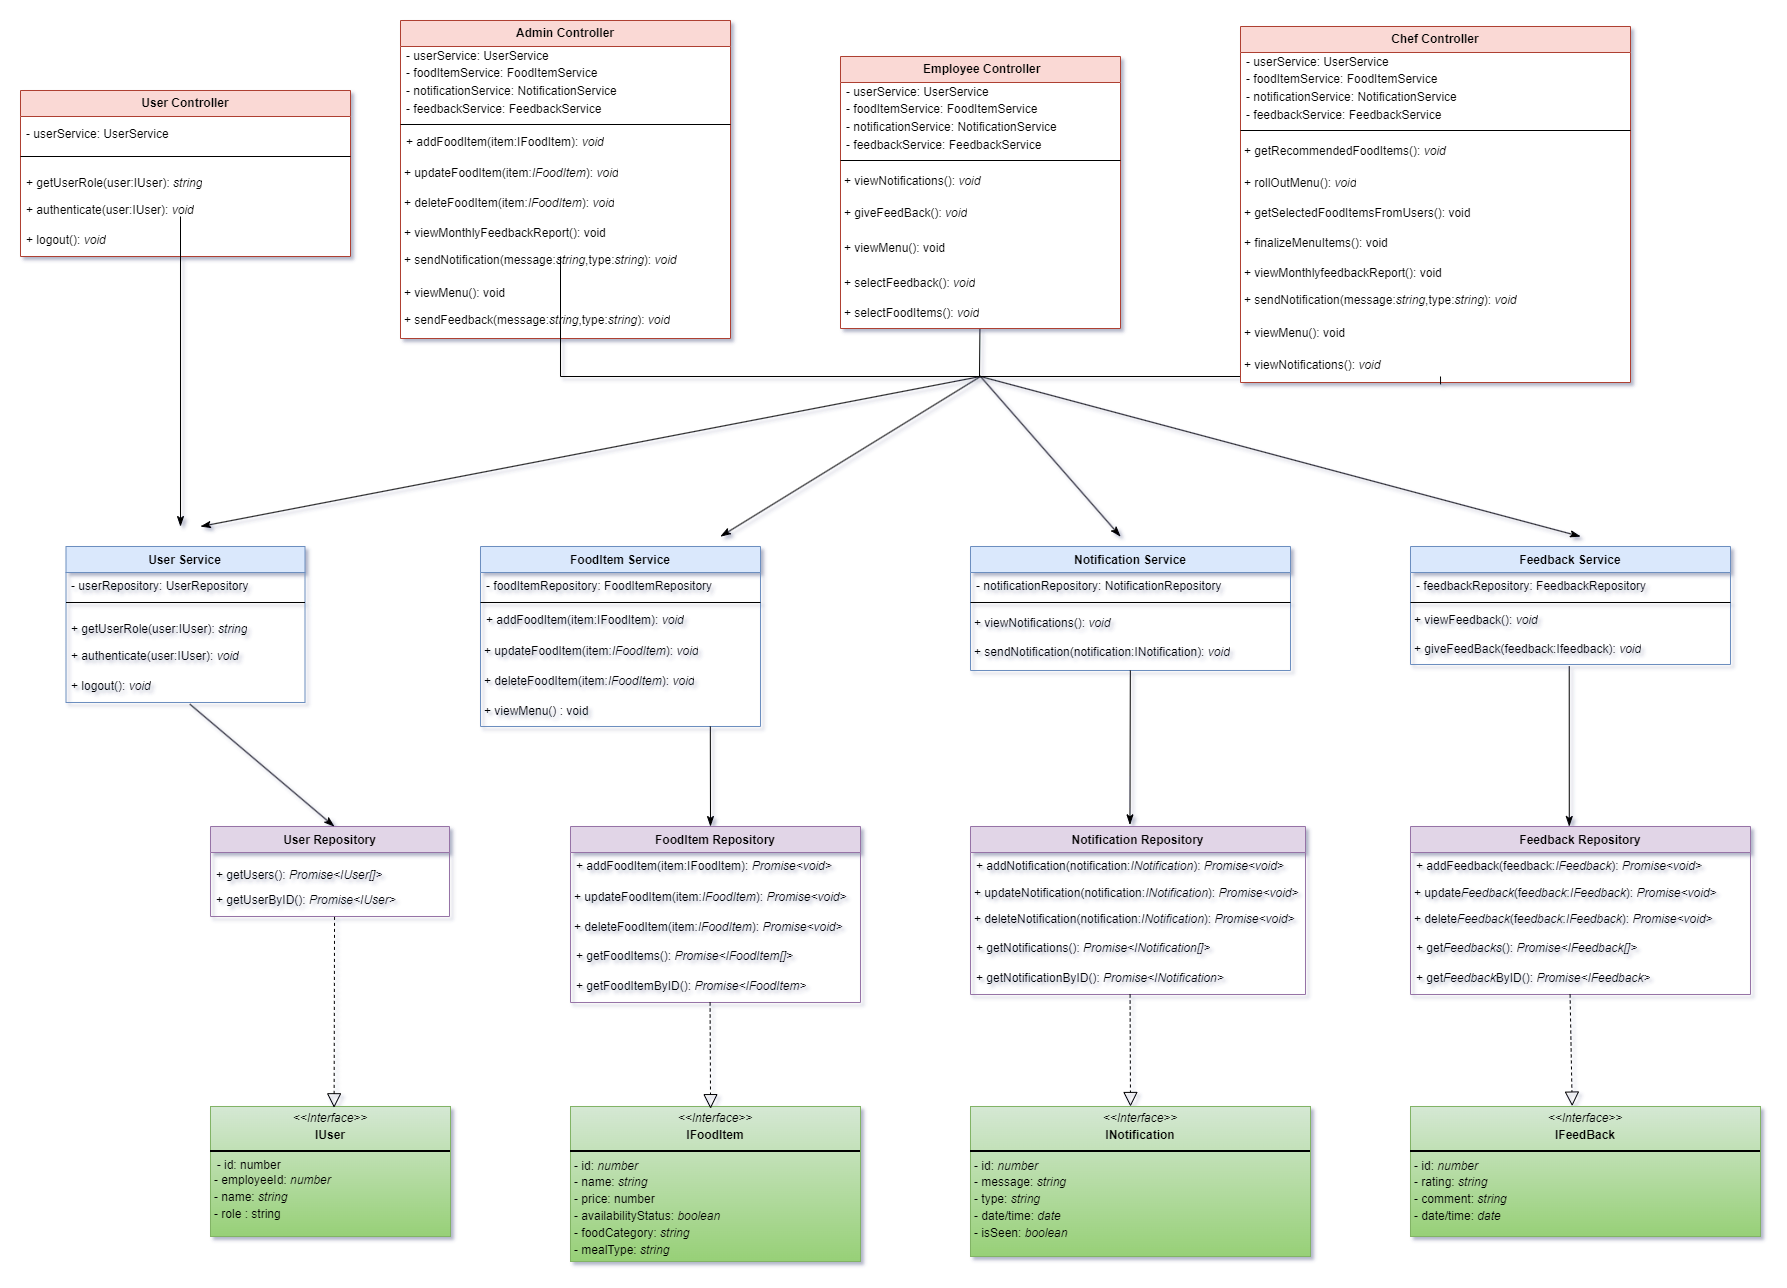 User Controller
- userService: UserService
+ getUserRole(user:IUser): string
+ authenticate(user:IUser): void
+ logout(): void
Admin Controller
- userService: UserService
- foodItemService: FoodItemService
- notificationService: NotificationService
- feedbackService: FeedbackService
+ addFoodItem(item:IFoodItem): void
+ updateFoodItem(item:IFoodItem): void
+ deleteFoodItem(item:IFoodItem): void
+ viewMonthlyFeedbackReport(): void
+ sendNotification(message:string,type:string): void
+ viewMenu(): void
+ sendFeedback(message:string,type:string): void
Employee Controller
- userService: UserService
- foodItemService: FoodItemService
- notificationService: NotificationService
- feedbackService: FeedbackService
+ viewNotifications(): void
+ giveFeedBack(): void
+ viewMenu(): void
+ selectFeedback(): void
+ selectFoodItems(): void
Chef Controller
- userService: UserService
- foodItemService: FoodItemService
- notificationService: NotificationService
- feedbackService: FeedbackService
+ getRecommendedFoodItems(): void
+ rollOutMenu(): void
+ getSelectedFoodItemsFromUsers(): void
+ finalizeMenuItems(): void
+ viewMonthlyfeedbackReport(): void
+ sendNotification(message:string,type:string): void
+ viewMenu(): void
+ viewNotifications(): void
User Service
- userRepository: UserRepository
+ getUserRole(user:IUser): string
+ authenticate(user:IUser): void
+ logout(): void
FoodItem Service
- foodItemRepository: FoodItemRepository
+ addFoodItem(item:IFoodItem): void
+ updateFoodItem(item:IFoodItem): void
+ deleteFoodItem(item:IFoodItem): void
+ viewMenu() : void
Notification Service
- notificationRepository: NotificationRepository
+ viewNotifications(): void
+ sendNotification(notification:INotification): void
Feedback Service
- feedbackRepository: FeedbackRepository
+ viewFeedback(): void
+ giveFeedBack(feedback:Ifeedback): void
User Repository
+ getUsers(): Promise<IUser[]>
+ getUserByID(): Promise<IUser>
FoodItem Repository
+ addFoodItem(item:IFoodItem): Promise<void>
+ updateFoodItem(item:IFoodItem): Promise<void>
+ deleteFoodItem(item:IFoodItem): Promise<void>
+ getFoodItems(): Promise<IFoodItem[]>
+ getFoodItemByID(): Promise<IFoodItem>
Notification Repository
+ addNotification(notification:INotification): Promise<void>
+ updateNotification(notification:INotification): Promise<void>
+ deleteNotification(notification:INotification): Promise<void>
+ getNotifications(): Promise<INotification[]>
+ getNotificationByID(): Promise<INotification>
Feedback Repository
+ addFeedback(feedback:IFeedback): Promise<void>
+ updateFeedback(feedback:IFeedback): Promise<void>
+ deleteFeedback(feedback:IFeedback): Promise<void>
+ getFeedbacks(): Promise<IFeedback[]>
+ getFeedbackByID(): Promise<IFeedback>
<<Interface>>
IUser
- id: number
- employeeId: number
- name: string
- role : string
<<Interface>>
IFoodItem
- id: number
- name: string
- price: number
- availabilityStatus: boolean
- foodCategory: string
- mealType: string
<<Interface>>
INotification
- id: number
- message: string
- type: string
- date/time: date
- isSeen: boolean
<<Interface>>
IFeedBack
- id: number
- rating: string
- comment: string
- date/time: date